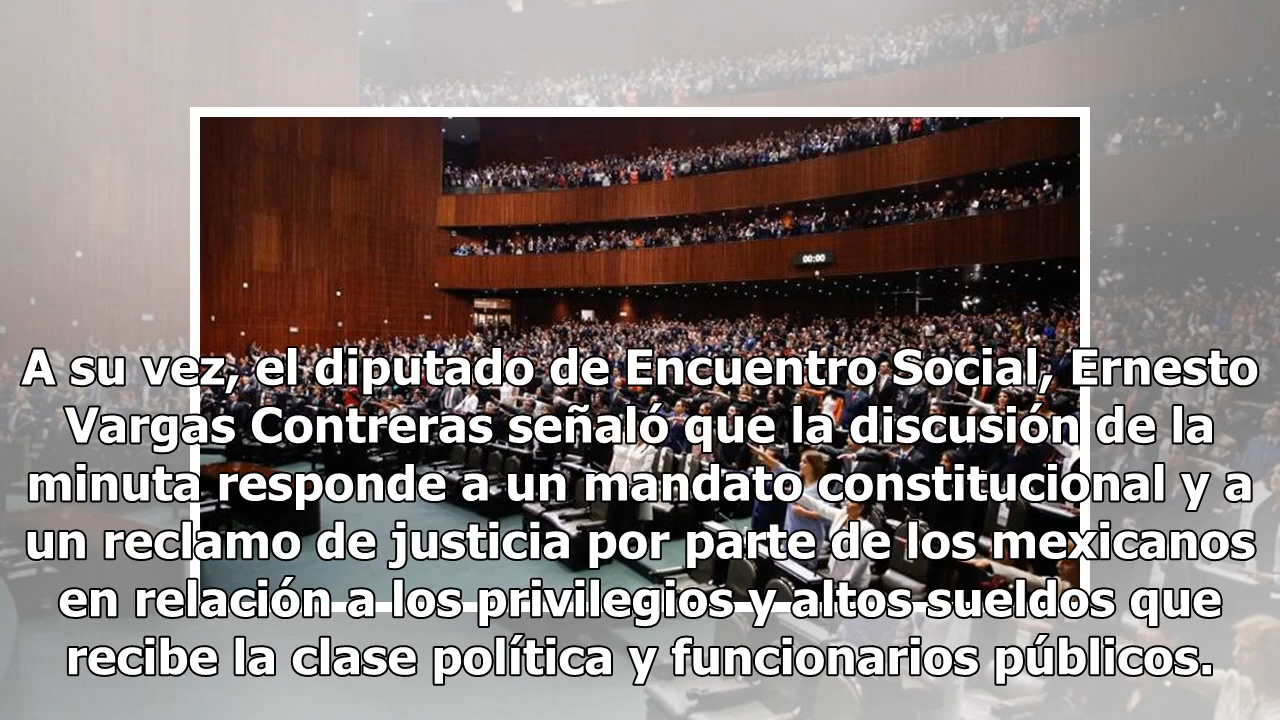 00:00
A su vez, el diputado de Encuentro Social, Ernesto
Vargas Contreras señaló que la discusión de la
minuta responde a un mandato constitucional y a
un reclamo de justicia por parte de los mexicanos
en relación a los privilegios y altos sueldos que
recibe la clase política y funcionarios públicos.